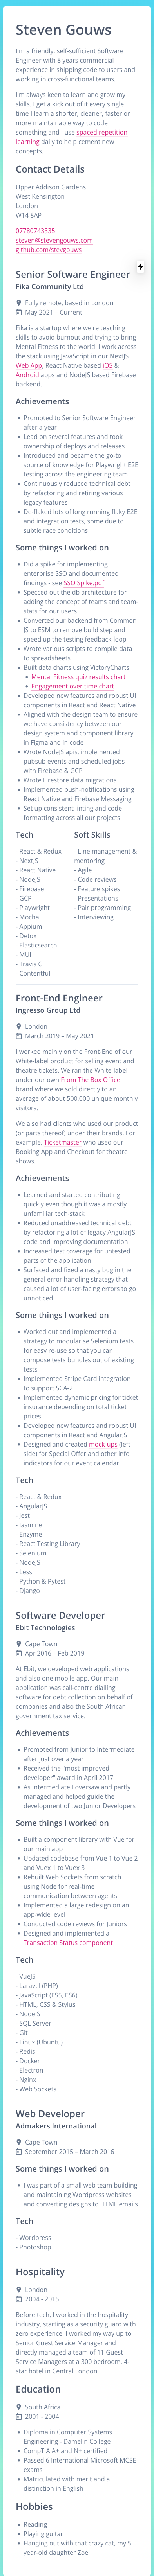 Steven Gouws
I'm a friendly, self-sufficient Software
Engineer with 8 years commercial
experience in shipping code to users and
working in cross-functional teams.
I'm always keen to learn and grow my
skills. I get a kick out of it every single
time I learn a shorter, cleaner, faster or
more maintainable way to code
something and I use spaced repetition
learning daily to help cement new
concepts.
Contact Details
Upper Addison Gardens
West Kensington
London
W14 8AP
07780743335
steven@stevengouws.com
github.com/stevgouws
Senior Software Engineer
Fika Community Ltd
Fully remote, based in London
May 2021 – Current
Fika is a startup where we're teaching
skills to avoid burnout and trying to bring
Mental Fitness to the world. I work across
the stack using JavaScript in our NextJS
Web App, React Native based iOS &
Android apps and NodeJS based Firebase
backend.
Achievements
Promoted to Senior Software Engineer
after a year
Lead on several features and took
ownership of deploys and releases
Introduced and became the go-to
source of knowledge for Playwright E2E
testing across the engineering team
Continuously reduced technical debt
by refactoring and retiring various
legacy features
De-flaked lots of long running flaky E2E
and integration tests, some due to
subtle race conditions
Some things I worked on
Did a spike for implementing
enterprise SSO and documented
findings - see SSO Spike.pdf
Specced out the db architecture for
adding the concept of teams and team-
stats for our users
Converted our backend from Common
JS to ESM to remove build step and
speed up the testing feedback-loop
Wrote various scripts to compile data
to spreadsheets
Built data charts using VictoryCharts
Mental Fitness quiz results chart
Engagement over time chart
Developed new features and robust UI
components in React and React Native
Aligned with the design team to ensure
we have consistency between our
design system and component library
in Figma and in code
Wrote NodeJS apis, implemented
pubsub events and scheduled jobs
with Firebase & GCP
Wrote Firestore data migrations
Implemented push-notifications using
React Native and Firebase Messaging
Set up consistent linting and code
formatting across all our projects
Tech
- React & Redux
- NextJS
- React Native
- NodeJS
- Firebase
- GCP
- Playwright
- Mocha
- Appium
- Detox
- Elasticsearch
- MUI
- Travis CI
- Contentful
Soft Skills
- Line management &
mentoring
- Agile
- Code reviews
- Feature spikes
- Presentations
- Pair programming
- Interviewing
Front-End Engineer
Ingresso Group Ltd
London
March 2019 – May 2021
I worked mainly on the Front-End of our
White-label product for selling event and
theatre tickets. We ran the White-label
under our own From The Box Office
brand where we sold directly to an
average of about 500,000 unique monthly
visitors.
We also had clients who used our product
(or parts thereof) under their brands. For
example, Ticketmaster who used our
Booking App and Checkout for theatre
shows.
Achievements
Learned and started contributing
quickly even though it was a mostly
unfamiliar tech-stack
Reduced unaddressed technical debt
by refactoring a lot of legacy AngularJS
code and improving documentation
Increased test coverage for untested
parts of the application
Surfaced and fixed a nasty bug in the
general error handling strategy that
caused a lot of user-facing errors to go
unnoticed
Some things I worked on
Worked out and implemented a
strategy to modularise Selenium tests
for easy re-use so that you can
compose tests bundles out of existing
tests
Implemented Stripe Card integration
to support SCA-2
Implemented dynamic pricing for ticket
insurance depending on total ticket
prices
Developed new features and robust UI
components in React and AngularJS
Designed and created mock-ups (left
side) for Special Offer and other info
indicators for our event calendar.
Tech
- React & Redux
- AngularJS
- Jest
- Jasmine
- Enzyme
- React Testing Library
- Selenium
- NodeJS
- Less
- Python & Pytest
- Django
Software Developer
Ebit Technologies
Cape Town
Apr 2016 – Feb 2019
At Ebit, we developed web applications
and also one mobile app. Our main
application was call-centre dialling
software for debt collection on behalf of
companies and also the South African
government tax service.
Achievements
Promoted from Junior to Intermediate
after just over a year
Received the "most improved
developer" award in April 2017
As Intermediate I oversaw and partly
managed and helped guide the
development of two Junior Developers
Some things I worked on
Built a component library with Vue for
our main app
Updated codebase from Vue 1 to Vue 2
and Vuex 1 to Vuex 3
Rebuilt Web Sockets from scratch
using Node for real-time
communication between agents
Implemented a large redesign on an
app-wide level
Conducted code reviews for Juniors
Designed and implemented a
Transaction Status component
Tech
- VueJS
- Laravel (PHP)
- JavaScript (ES5, ES6)
- HTML, CSS & Stylus
- NodeJS
- SQL Server
- Git
- Linux (Ubuntu)
- Redis
- Docker
- Electron
- Nginx
- Web Sockets
Web Developer
Admakers International
Cape Town
September 2015 – March 2016
Some things I worked on
I was part of a small web team building
and maintaining Wordpress websites
and converting designs to HTML emails
Tech
- Wordpress
- Photoshop
Hospitality
London
2004 - 2015
Before tech, I worked in the hospitality
industry, starting as a security guard with
zero experience. I worked my way up to
Senior Guest Service Manager and
directly managed a team of 11 Guest
Service Managers at a 300 bedroom, 4-
star hotel in Central London.
Education
South Africa
2001 - 2004
Diploma in Computer Systems
Engineering - Damelin College
CompTIA A+ and N+ certified
Passed 6 International Microsoft MCSE
exams
Matriculated with merit and a
distinction in English
Hobbies
Reading
Playing guitar
Hanging out with that crazy cat, my 5-
year-old daughter Zoe